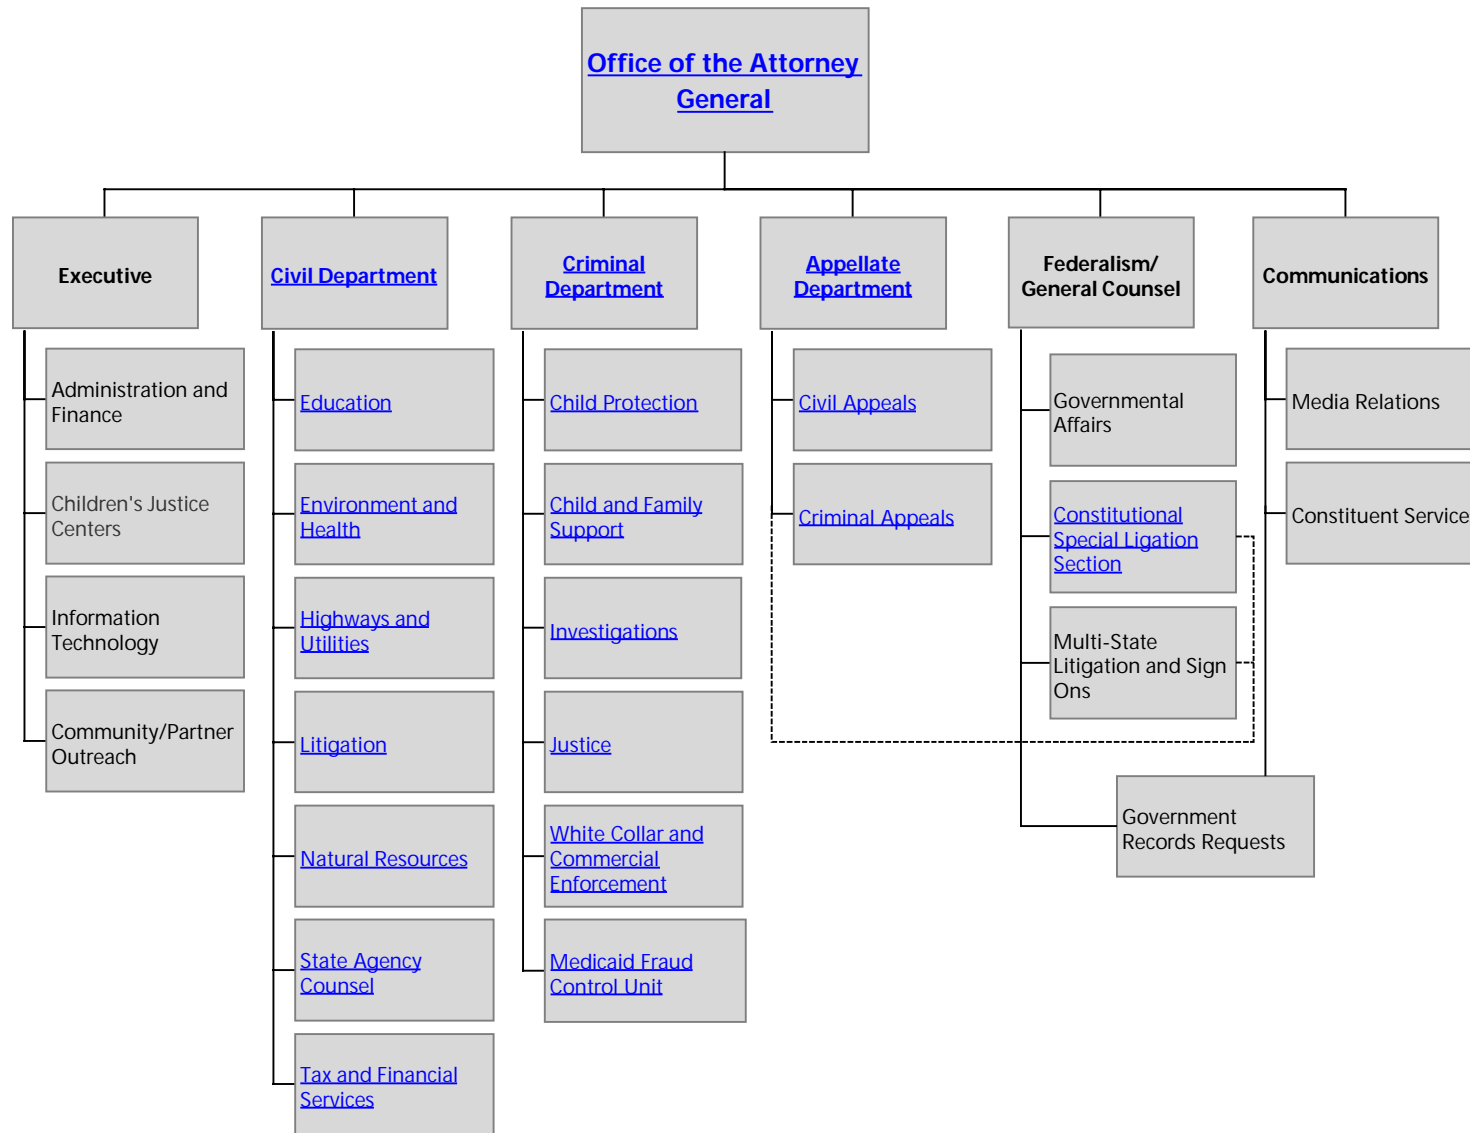 Office of the Attorney
General
Executive
Civil Department
Criminal
Department
Appellate
Department
Federalism/
General Counsel
Communications
Administration and
Finance
Children's Justice
Centers
Information
Technology
Community/Partner
Outreach
Education
Environment and
Health
Highways and
Utilities
Litigation
Natural Resources
State Agency
Counsel
Tax and Financial
Services
Child Protection
Child and Family
Support
Investigations
Justice
White Collar and
Commercial
Enforcement
Medicaid Fraud
Control Unit
Civil Appeals
Criminal Appeals
Governmental
Affairs
Constitutional
Special Ligation
Section
Multi-State
Litigation and Sign
Ons
Government
Records Requests
Media Relations
Constituent Service